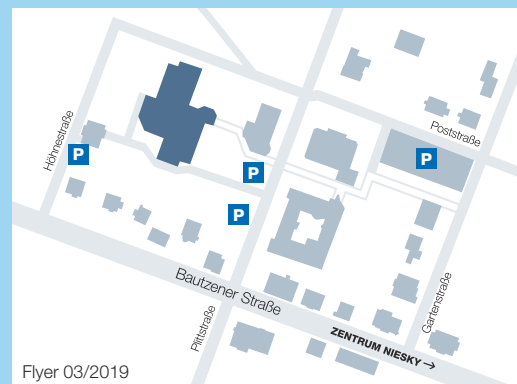 Poststraße
Höhnestraße
P
P
P
P
Bautzener Straße
Gartenstraße
Plittstraße
ZENTRUM NIESKY →
Flyer 03/2019